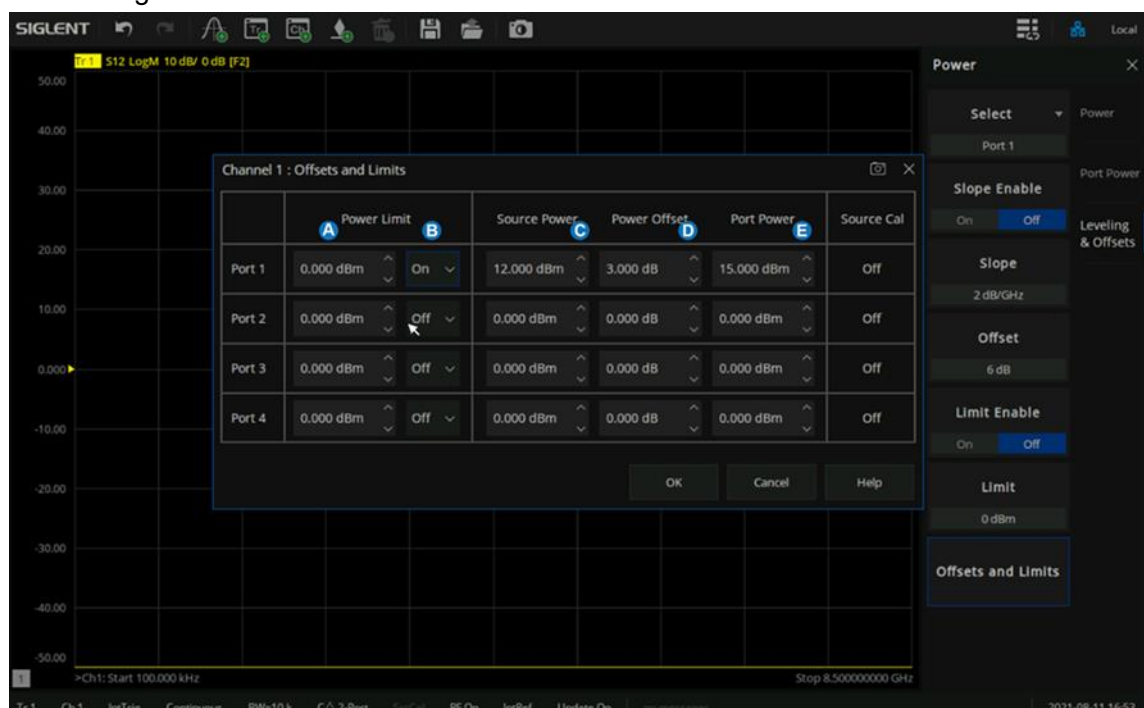 SIGLENT Tr Ch Local
Tr 1 S12 LogM 10 dB/ 0 dB [F2]
50.00
40.00
30.00
20.00
10.00
0.000
-10.00
-20.00
-30.00
-40.00
-50.00
Channel 1 : Offsets and Limits
Power Limit Source Power Power Offset Port Power Source Cal
A B C D E
Port 1 0.000 dBm On 12.000 dBm 3.000 dB 15.000 dBm Off
Port 2 0.000 dBm Off 0.000 dBm 0.000 dB 0.000 dBm Off
Port 3 0.000 dBm Off 0.000 dBm 0.000 dB 0.000 dBm Off
Port 4 0.000 dBm Off 0.000 dBm 0.000 dB 0.000 dBm Off
OK Cancel Help
Power
Select
Port 1
Slope Enable
On Off
Slope
2 dB/GHz
Offset
6 dB
Limit Enable
On Off
Limit
0 dBm
Offsets and Limits
Power
Port Power
Leveling
& Offsets
1 >Ch1: Start 100.000 kHz Stop 8.500000000 GHz